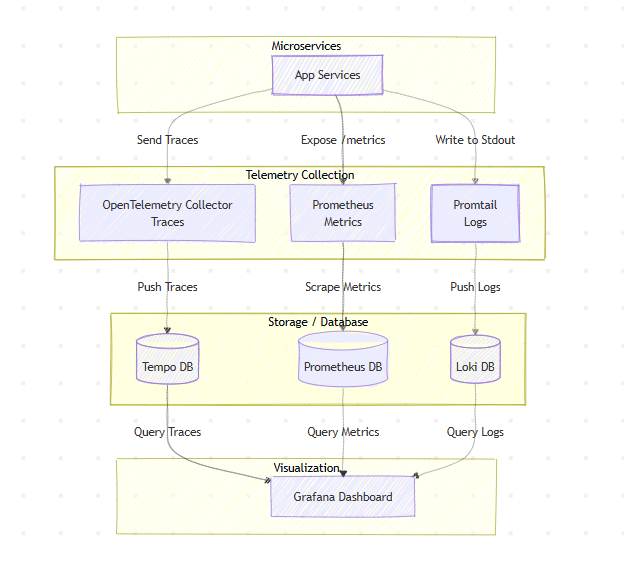 Microservices
App Services
Send Traces
Expose /metrics
Write to Stdout
Telemetry Collection
OpenTelemetry Collector
Traces
Prometheus
Metrics
Promtail
Logs
Push Traces
Scrape Metrics
Push Logs
Storage / Database
Tempo DB
Prometheus DB
Loki DB
Query Traces
Query Metrics
Query Logs
Visualization
Grafana Dashboard